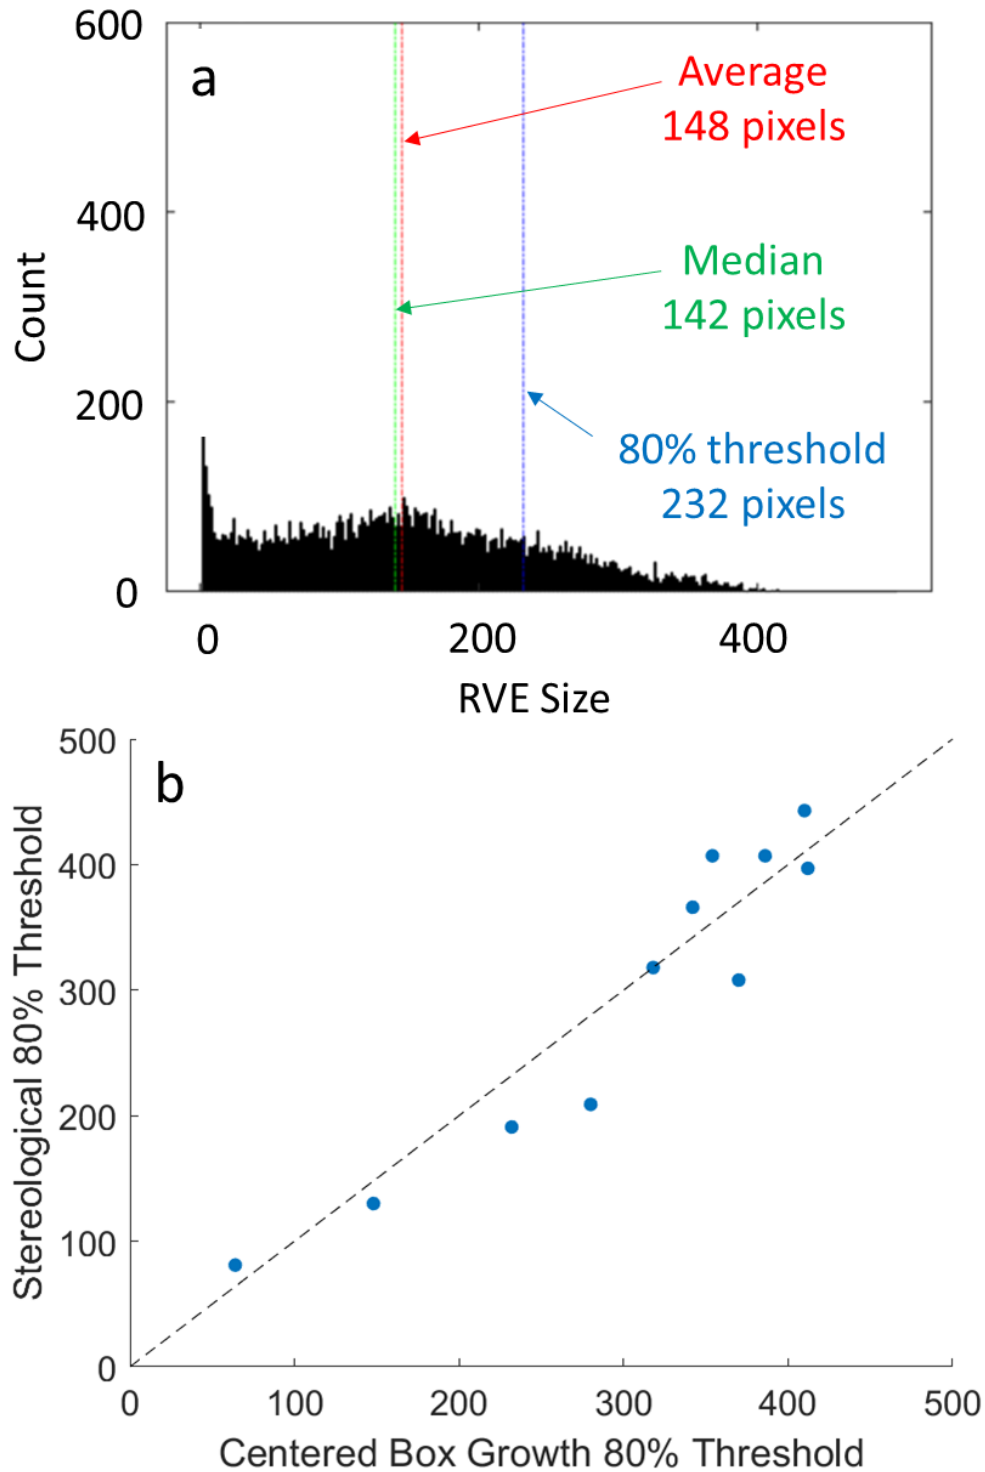 a
600
400
200
0
Count
Average
148 pixels
Median
142 pixels
80% threshold
232 pixels
0
200
400
RVE Size
b
500
400
300
200
100
0
Stereological 80% Threshold
0
100
200
300
400
500
Centered Box Growth 80% Threshold